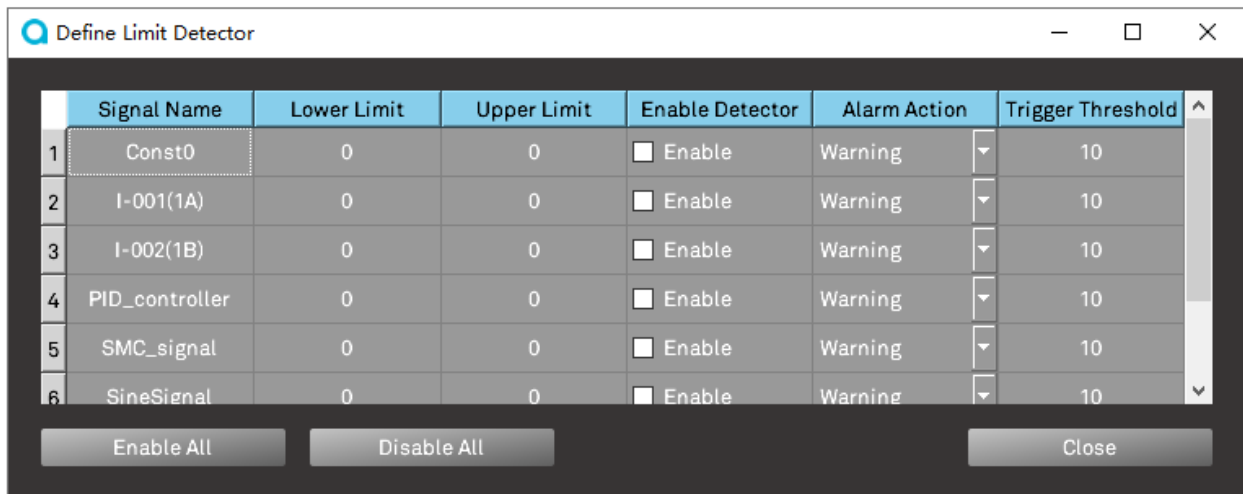 Define Limit Detector
Signal Name Lower Limit Upper Limit Enable Detector Alarm Action Trigger Threshold
1 Const0 0 0 Enable Warning 10
2 I-001(1A) 0 0 Enable Warning 10
3 I-002(1B) 0 0 Enable Warning 10
4 PID_controller 0 0 Enable Warning 10
5 SMC_signal 0 0 Enable Warning 10
6 SineSignal 0 0 Enable Warning 10
Enable All Disable All Close